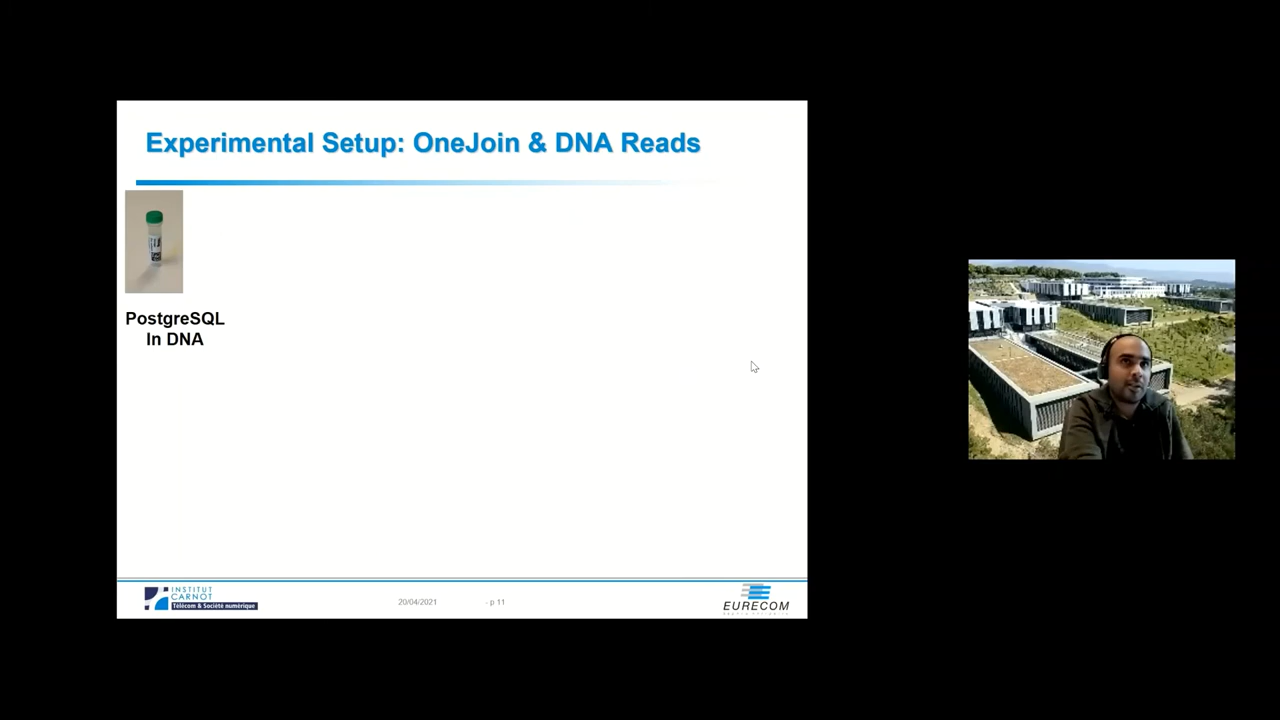 Experimental Setup: OneJoin & DNA Reads
PostgreSQL
In DNA
INSTITUT
CARNOT
Télécom & Société numérique
20/04/2021
- p 11
EURECOM